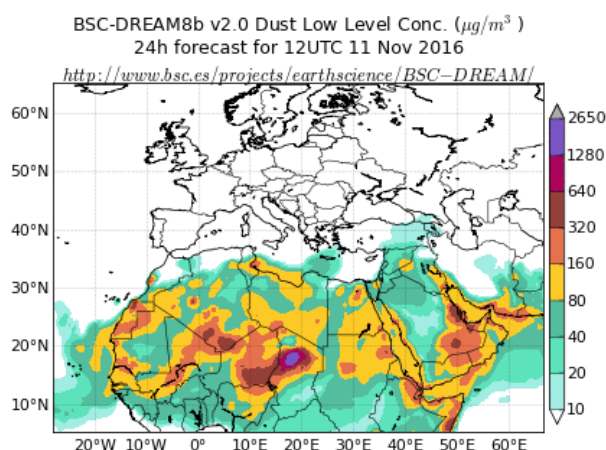 BSC-DREAM8b v2.0 Dust Low Level Conc. (μg/m³ )
24h forecast for 12UTC 11 Nov 2016
http://www.bsc.es/projects/earthscience/BSC−DREAM/
60°N
50°N
40°N
30°N
20°N
10°N
20°W 10°W 0° 10°E 20°E 30°E 40°E 50°E 60°E
2650
1280
640
320
160
80
40
20
10